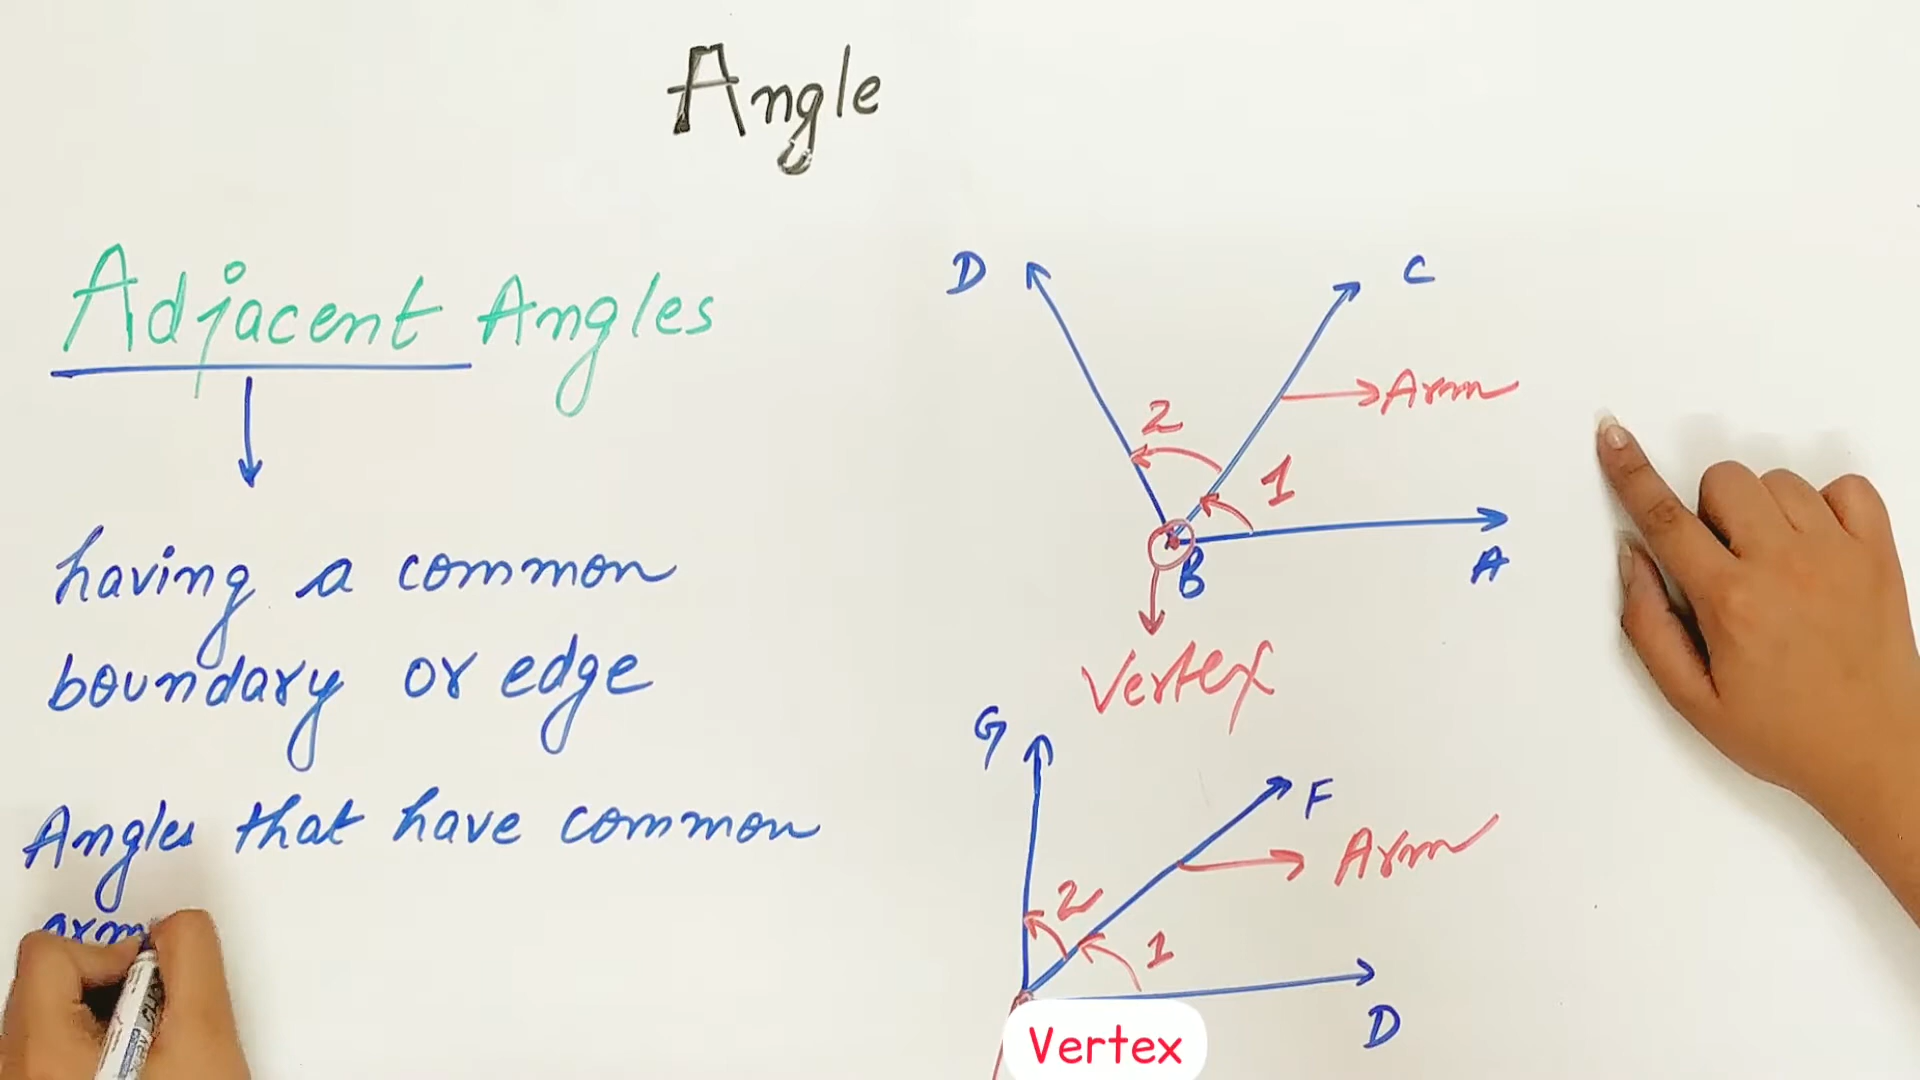 Angle
Adjacent Angles
having a common
boundary or edge
Angles that have common
arm
D
C
Arm
2
1
B
A
Vertex
G
F
Arm
2
1
D
Vertex